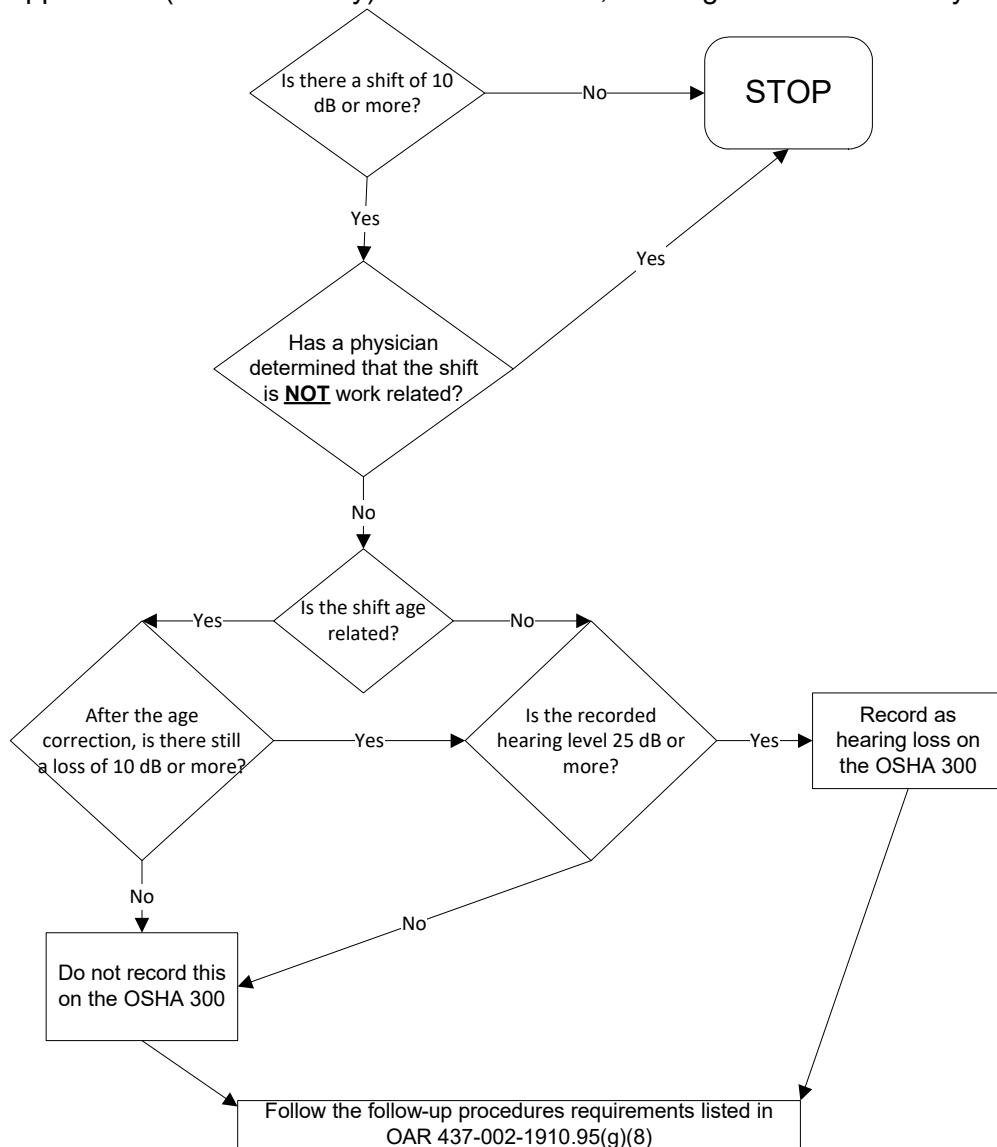 Is there a shift of 10
dB or more?
No
STOP
Yes
Yes
Has a physician
determined that the shift
is NOT work related?
No
Is the shift age
related?
Yes
No
After the age
correction, is there still
a loss of 10 dB or more?
Yes
Is the recorded
hearing level 25 dB or
more?
Yes
Record as
hearing loss on
the OSHA 300
No
No
Do not record this
on the OSHA 300
Follow the follow-up procedures requirements listed in
OAR 437-002-1910.95(g)(8)